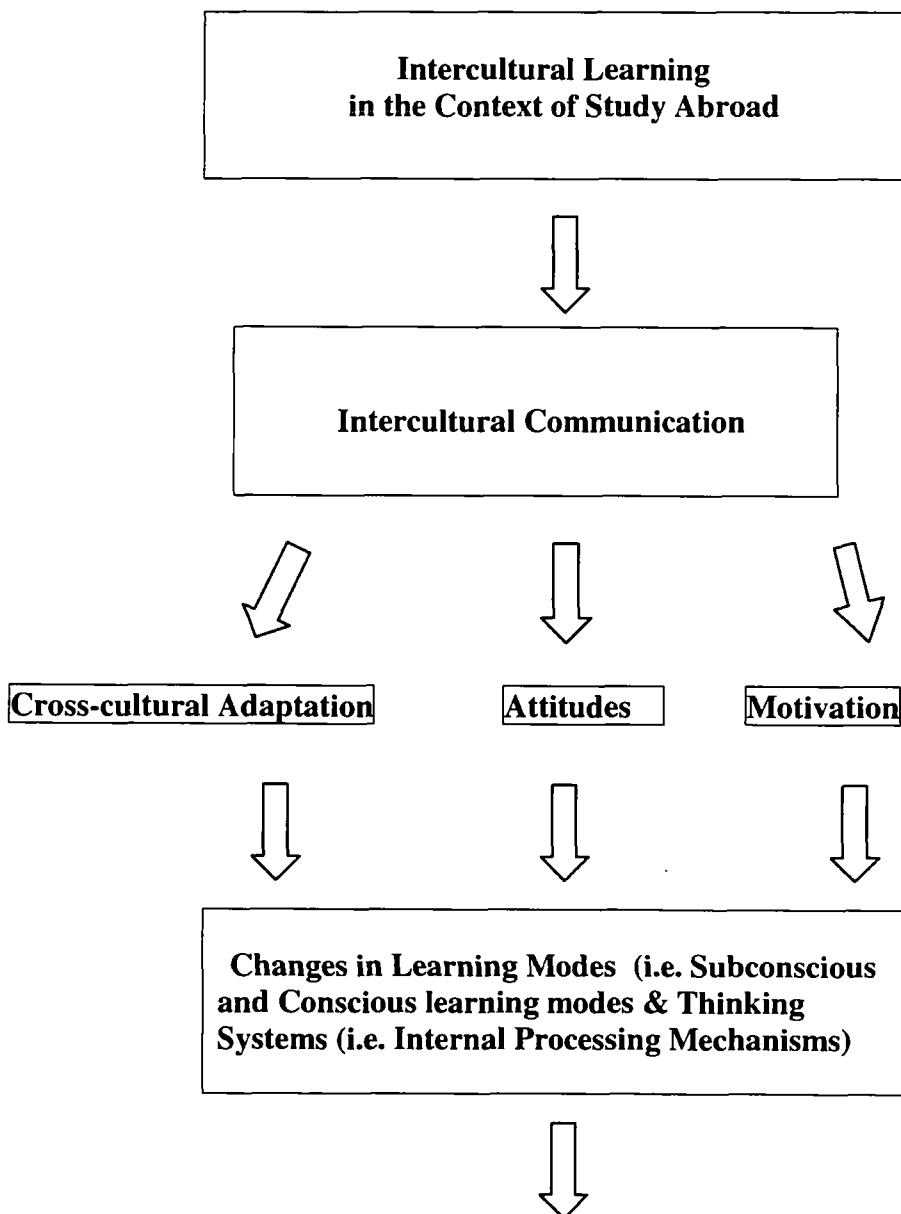 Intercultural Learning
in the Context of Study Abroad
Intercultural Communication
Cross-cultural Adaptation
Attitudes
Motivation
Changes in Learning Modes (i.e. Subconscious
and Conscious learning modes & Thinking
Systems (i.e. Internal Processing Mechanisms)